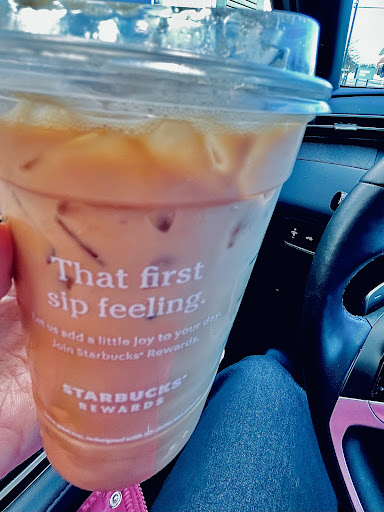 That first
sip feeling.
Let us add a little joy to your day.
Join Starbucks® Rewards.
STARBUCKS®
REWARDS